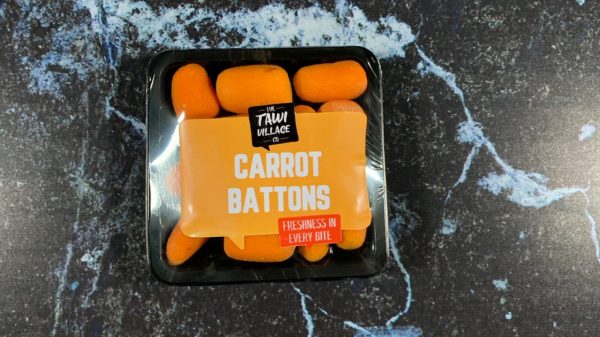 THE
TAWI
VILLAGE
CO
CARROT
BATTONS
FRESHNESS IN
EVERY BITE